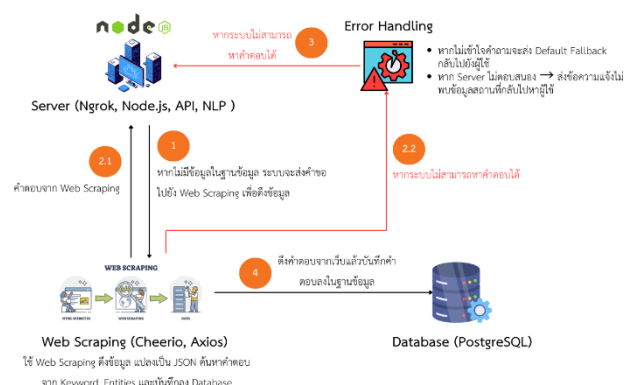 node
JS
Server (Ngrok, Node.js, API, NLP )
หากระบบไม่สามารถ
หาคำตอบได้
3
Error Handling
หากไม่เข้าใจคำถามจะส่ง Default Fallback
กลับไปยังผู้ใช้
หาก Server ไม่ตอบสนอง → ส่งข้อความแจ้งไม่
พบข้อมูลสถานที่กลับไปหาผู้ใช้
2.1
คำตอบจาก Web Scraping
1
หากไม่มีข้อมูลในฐานข้อมูล ระบบจะส่งคำขอ
ไปยัง Web Scraping เพื่อดึงข้อมูล
2.2
หากระบบไม่สามารถหาคำตอบได้
WEB SCRAPING
HTML WEBSITES
WEB SCRAPING
DATA
4
ดึงคำตอบจากเว็บแล้วบันทึกคำ
ตอบลงในฐานข้อมูล
Web Scraping (Cheerio, Axios)
ใช้ Web Scraping ดึงข้อมูล แปลงเป็น JSON ค้นหาคำตอบ
จาก Keyword, Entities และบันทึกลง Database
Database (PostgreSQL)